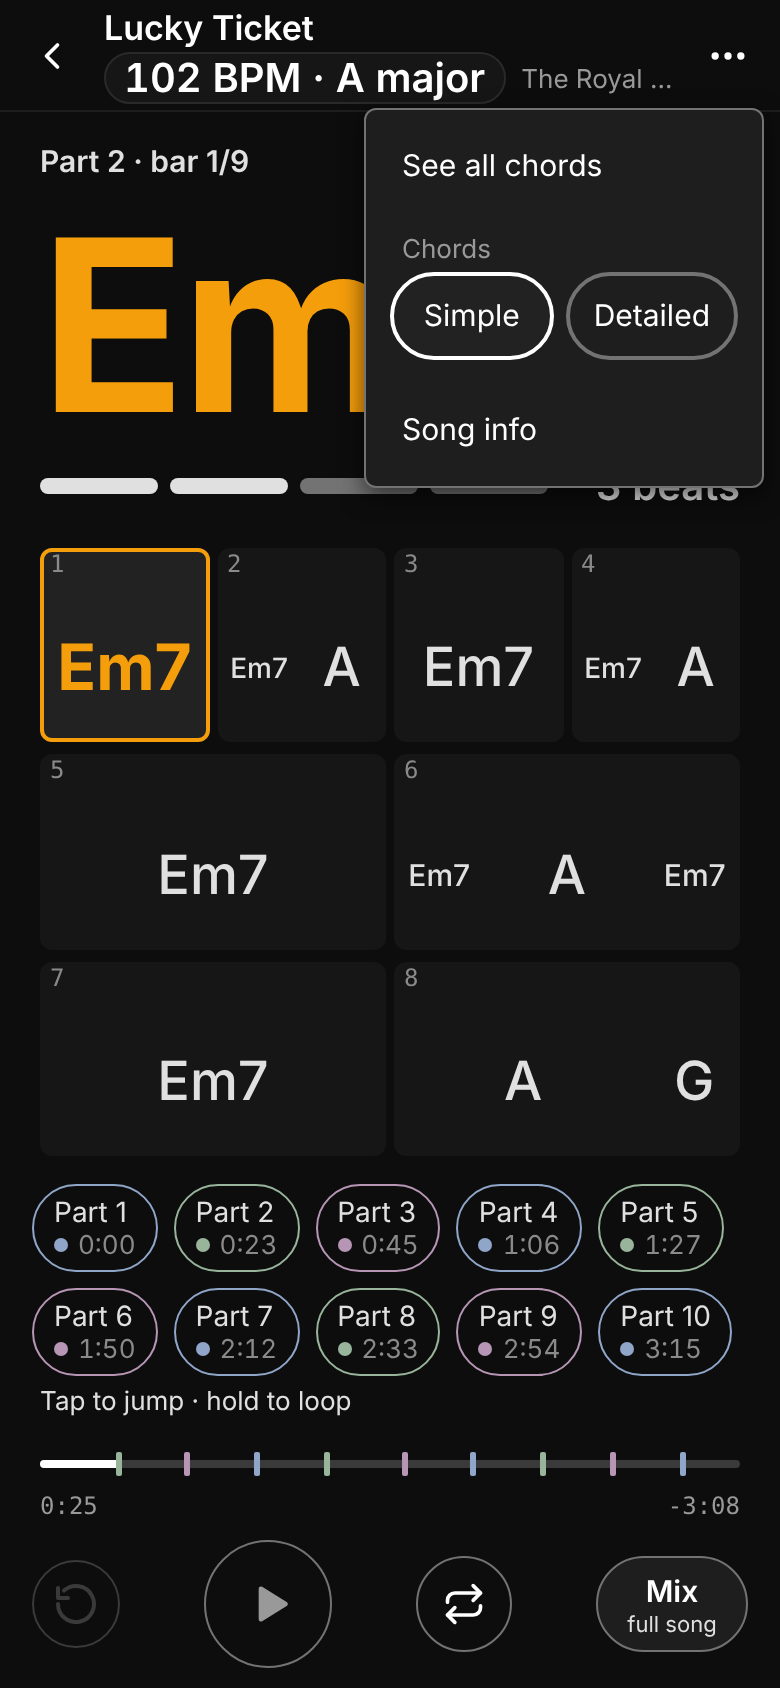 Lucky Ticket
102 BPM · A major
The Royal ...
Part 2 · bar 1/9
See all chords
Chords
Simple
Detailed
Song info
Em
3 beats
1
Em7
2
Em7 A
3
Em7
4
Em7 A
5
Em7
6
Em7 A Em7
7
Em7
8
A G
Part 1
0:00
Part 2
0:23
Part 3
0:45
Part 4
1:06
Part 5
1:27
Part 6
1:50
Part 7
2:12
Part 8
2:33
Part 9
2:54
Part 10
3:15
Tap to jump · hold to loop
0:25
-3:08
Mix
full song